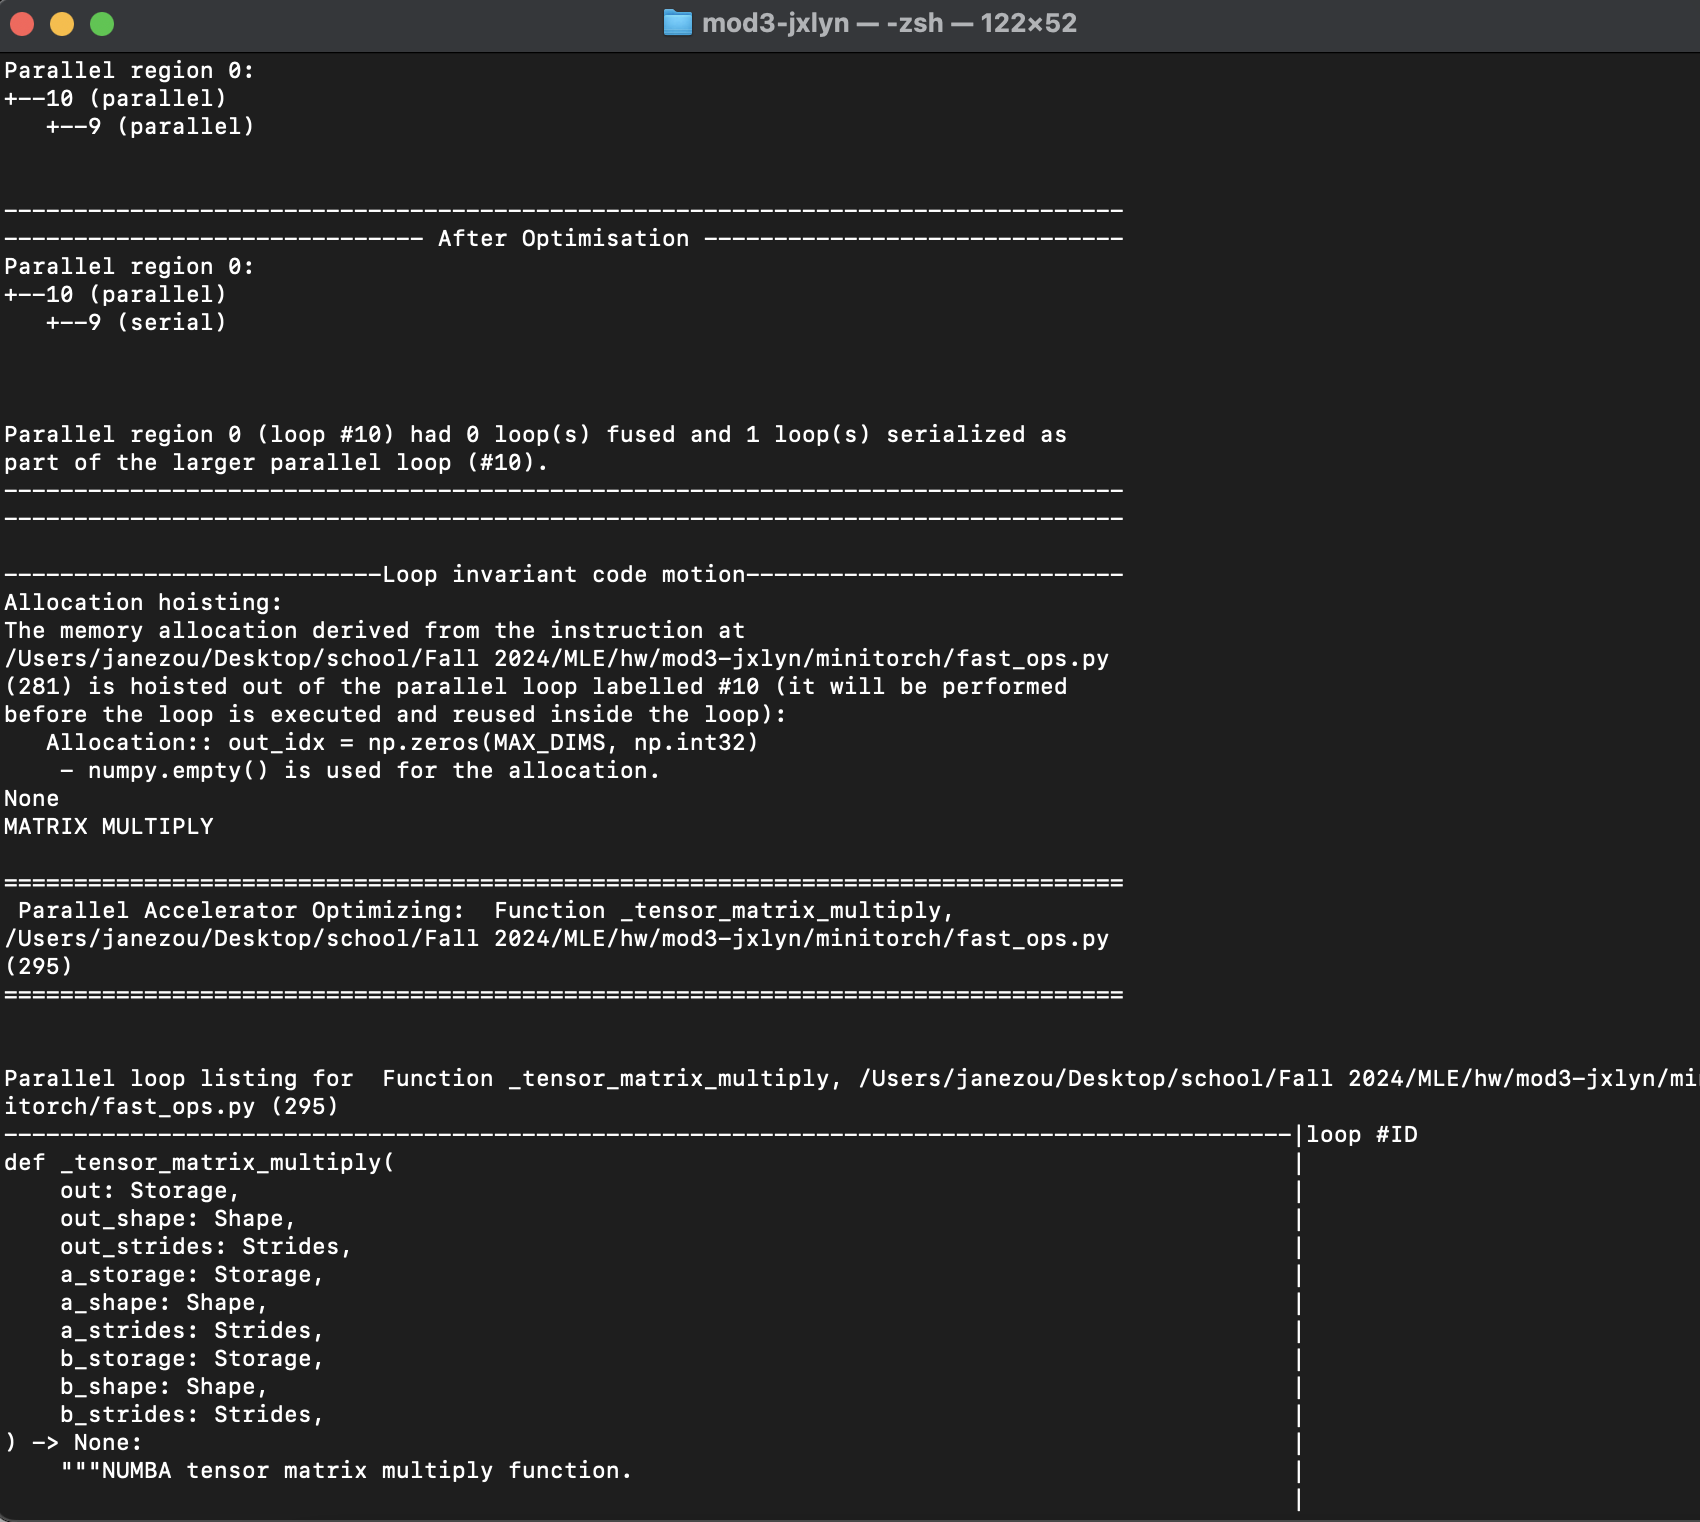 mod3-jxlyn — -zsh — 122×52
Parallel region 0:
+--10 (parallel)
   +--9 (parallel)


--------------------------------------------------------------------------------
------------------------------ After Optimisation ------------------------------
Parallel region 0:
+--10 (parallel)
   +--9 (serial)



Parallel region 0 (loop #10) had 0 loop(s) fused and 1 loop(s) serialized as
part of the larger parallel loop (#10).
--------------------------------------------------------------------------------
--------------------------------------------------------------------------------

---------------------------Loop invariant code motion---------------------------
Allocation hoisting:
The memory allocation derived from the instruction at
/Users/janezou/Desktop/school/Fall 2024/MLE/hw/mod3-jxlyn/minitorch/fast_ops.py
(281) is hoisted out of the parallel loop labelled #10 (it will be performed
before the loop is executed and reused inside the loop):
   Allocation:: out_idx = np.zeros(MAX_DIMS, np.int32)
    - numpy.empty() is used for the allocation.
None
MATRIX MULTIPLY

================================================================================
 Parallel Accelerator Optimizing:  Function _tensor_matrix_multiply,
/Users/janezou/Desktop/school/Fall 2024/MLE/hw/mod3-jxlyn/minitorch/fast_ops.py
(295)
================================================================================


Parallel loop listing for  Function _tensor_matrix_multiply, /Users/janezou/Desktop/school/Fall 2024/MLE/hw/mod3-jxlyn/min
itorch/fast_ops.py (295)
--------------------------------------------------------------------------------------------|loop #ID
def _tensor_matrix_multiply(                                                                |
    out: Storage,                                                                           |
    out_shape: Shape,                                                                       |
    out_strides: Strides,                                                                   |
    a_storage: Storage,                                                                     |
    a_shape: Shape,                                                                         |
    a_strides: Strides,                                                                     |
    b_storage: Storage,                                                                     |
    b_shape: Shape,                                                                         |
    b_strides: Strides,                                                                     |
) -> None:                                                                                  |
    """NUMBA tensor matrix multiply function.                                               |
                                                                                            |